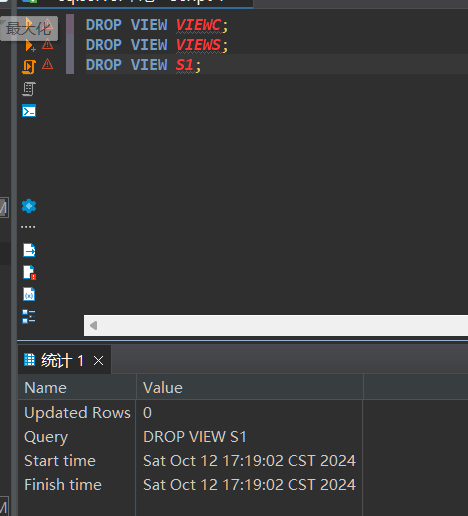 最大化
DROP VIEW VIEWC;
DROP VIEW VIEWS;
DROP VIEW S1;
统计 1
Name Value
Updated Rows 0
Query DROP VIEW S1
Start time Sat Oct 12 17:19:02 CST 2024
Finish time Sat Oct 12 17:19:02 CST 2024